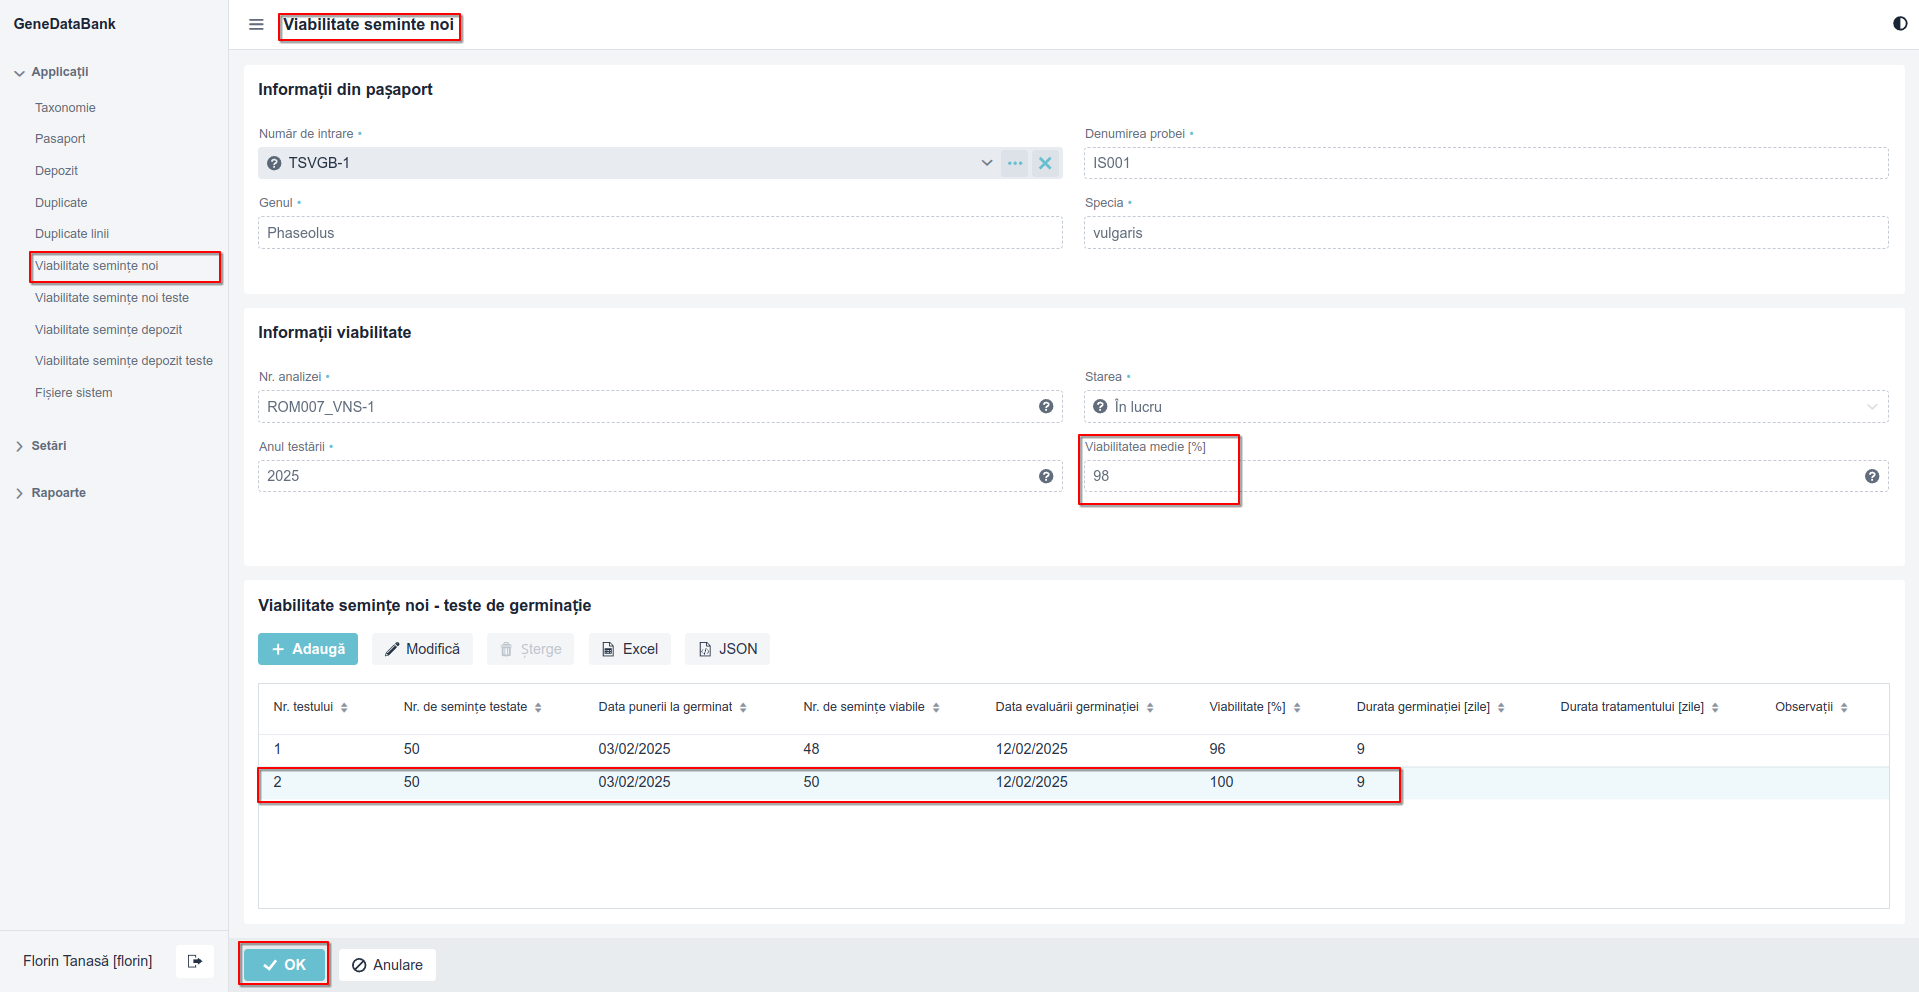 GeneDataBank
Viabilitate seminte noi
Applicații
Taxonomie
Pasaport
Depozit
Duplicate
Duplicate linii
Viabilitate semințe noi
Viabilitate semințe noi teste
Viabilitate semințe depozit
Viabilitate semințe depozit teste
Fișiere sistem
Setări
Rapoarte
Florin Tanasă [florin]
Informații din pașaport
Număr de intrare •
TSVGB-1
Denumirea probei •
IS001
Genul •
Phaseolus
Specia •
vulgaris
Informații viabilitate
Nr. analizei •
ROM007_VNS-1
Starea •
În lucru
Anul testării •
2025
Viabilitatea medie [%]
98
Viabilitate semințe noi - teste de germinație
Adaugă Modifică Șterge Excel JSON
Nr. testului Nr. de semințe testate Data punerii la germinat Nr. de semințe viabile Data evaluării germinației Viabilitate [%] Durata germinației [zile] Durata tratamentului [zile] Observații
1 50 03/02/2025 48 12/02/2025 96 9
2 50 03/02/2025 50 12/02/2025 100 9
OK Anulare